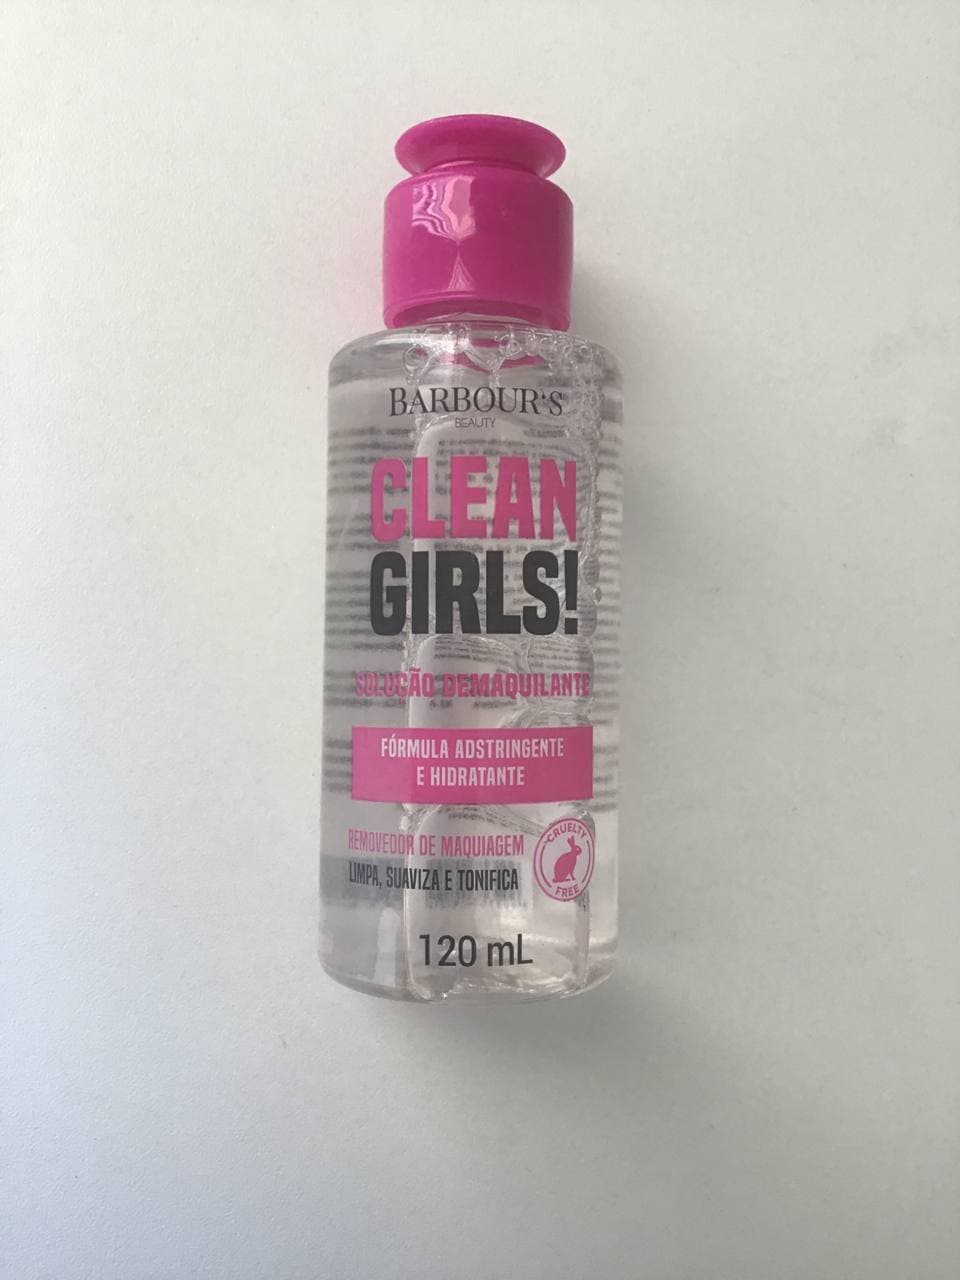 BARBOUR'S
BEAUTY
CLEAN
GIRLS!
SOLUÇÃO DEMAQUILANTE
FÓRMULA ADSTRINGENTE
E HIDRATANTE
REMOVEDOR DE MAQUIAGEM
LIMPA, SUAVIZA E TONIFICA
CRUELTY
FREE
120 mL